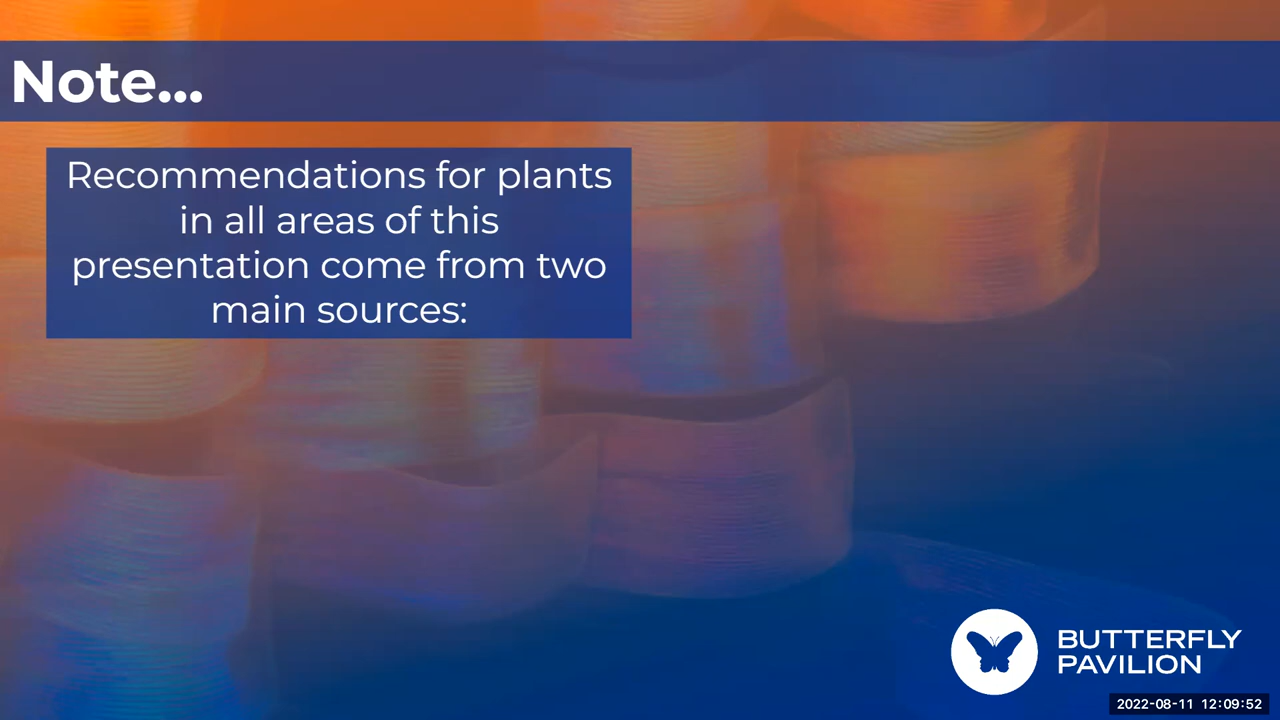 Note...
Recommendations for plants
in all areas of this
presentation come from two
main sources:
BUTTERFLY
PAVILION
2022-08-11 12:09:52